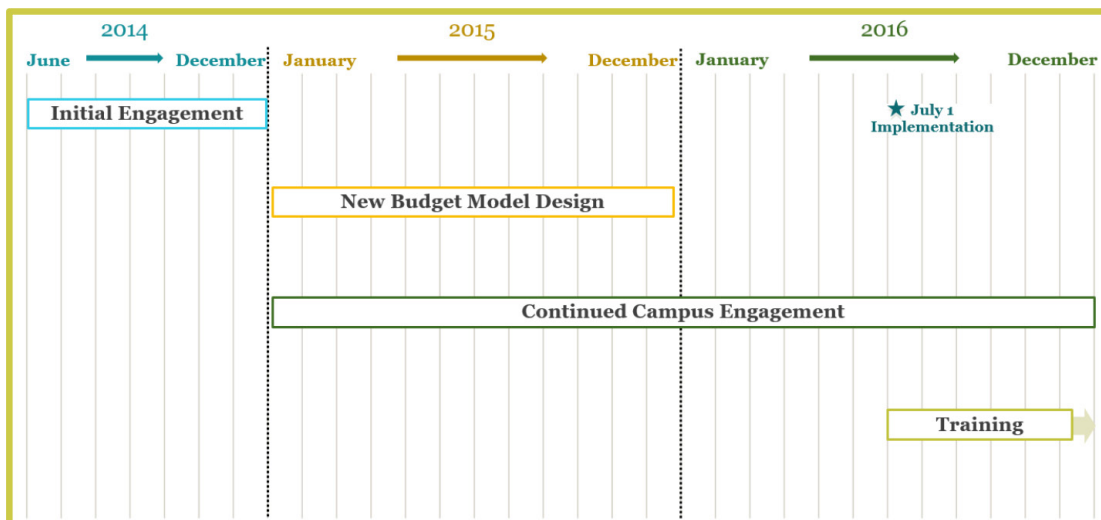 2014
2015
2016
June
December
January
December
January
December
Initial Engagement
July 1
Implementation
New Budget Model Design
Continued Campus Engagement
Training